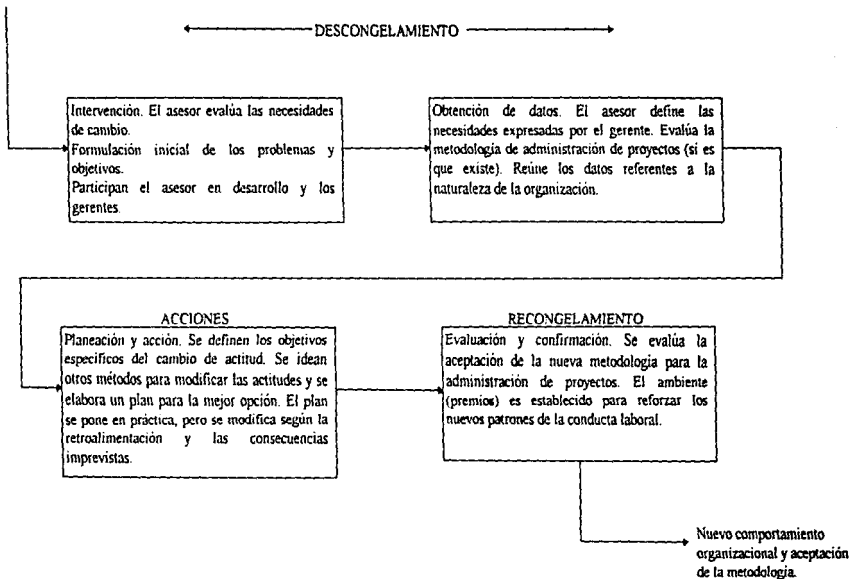 DESCONGELAMIENTO
Intervención. El asesor evalúa las necesidades
de cambio.
Formulación inicial de los problemas y
objetivos.
Participan el asesor en desarrollo y los
gerentes.
Obtención de datos. El asesor define las
necesidades expresadas por el gerente. Evalúa la
metodología de administración de proyectos (si es
que existe). Reúne los datos referentes a la
naturaleza de la organización.
ACCIONES
Planeación y acción. Se definen los objetivos
especificos del cambio de actitud. Se idean
otros métodos para modificar las actitudes y se
elabora un plan para la mejor opción. El plan
se pone en práctica, pero se modifica según la
retroalimentación y las consecuencias
imprevistas.
RECONGELAMIENTO
Evaluación y confirmación. Se evalúa la
aceptación de la nueva metodología para la
administración de proyectos. El ambiente
(premios) es establecido para reforzar los
nuevos patrones de la conducta laboral.
Nuevo comportamiento
organizacional y aceptación
de la metodología.